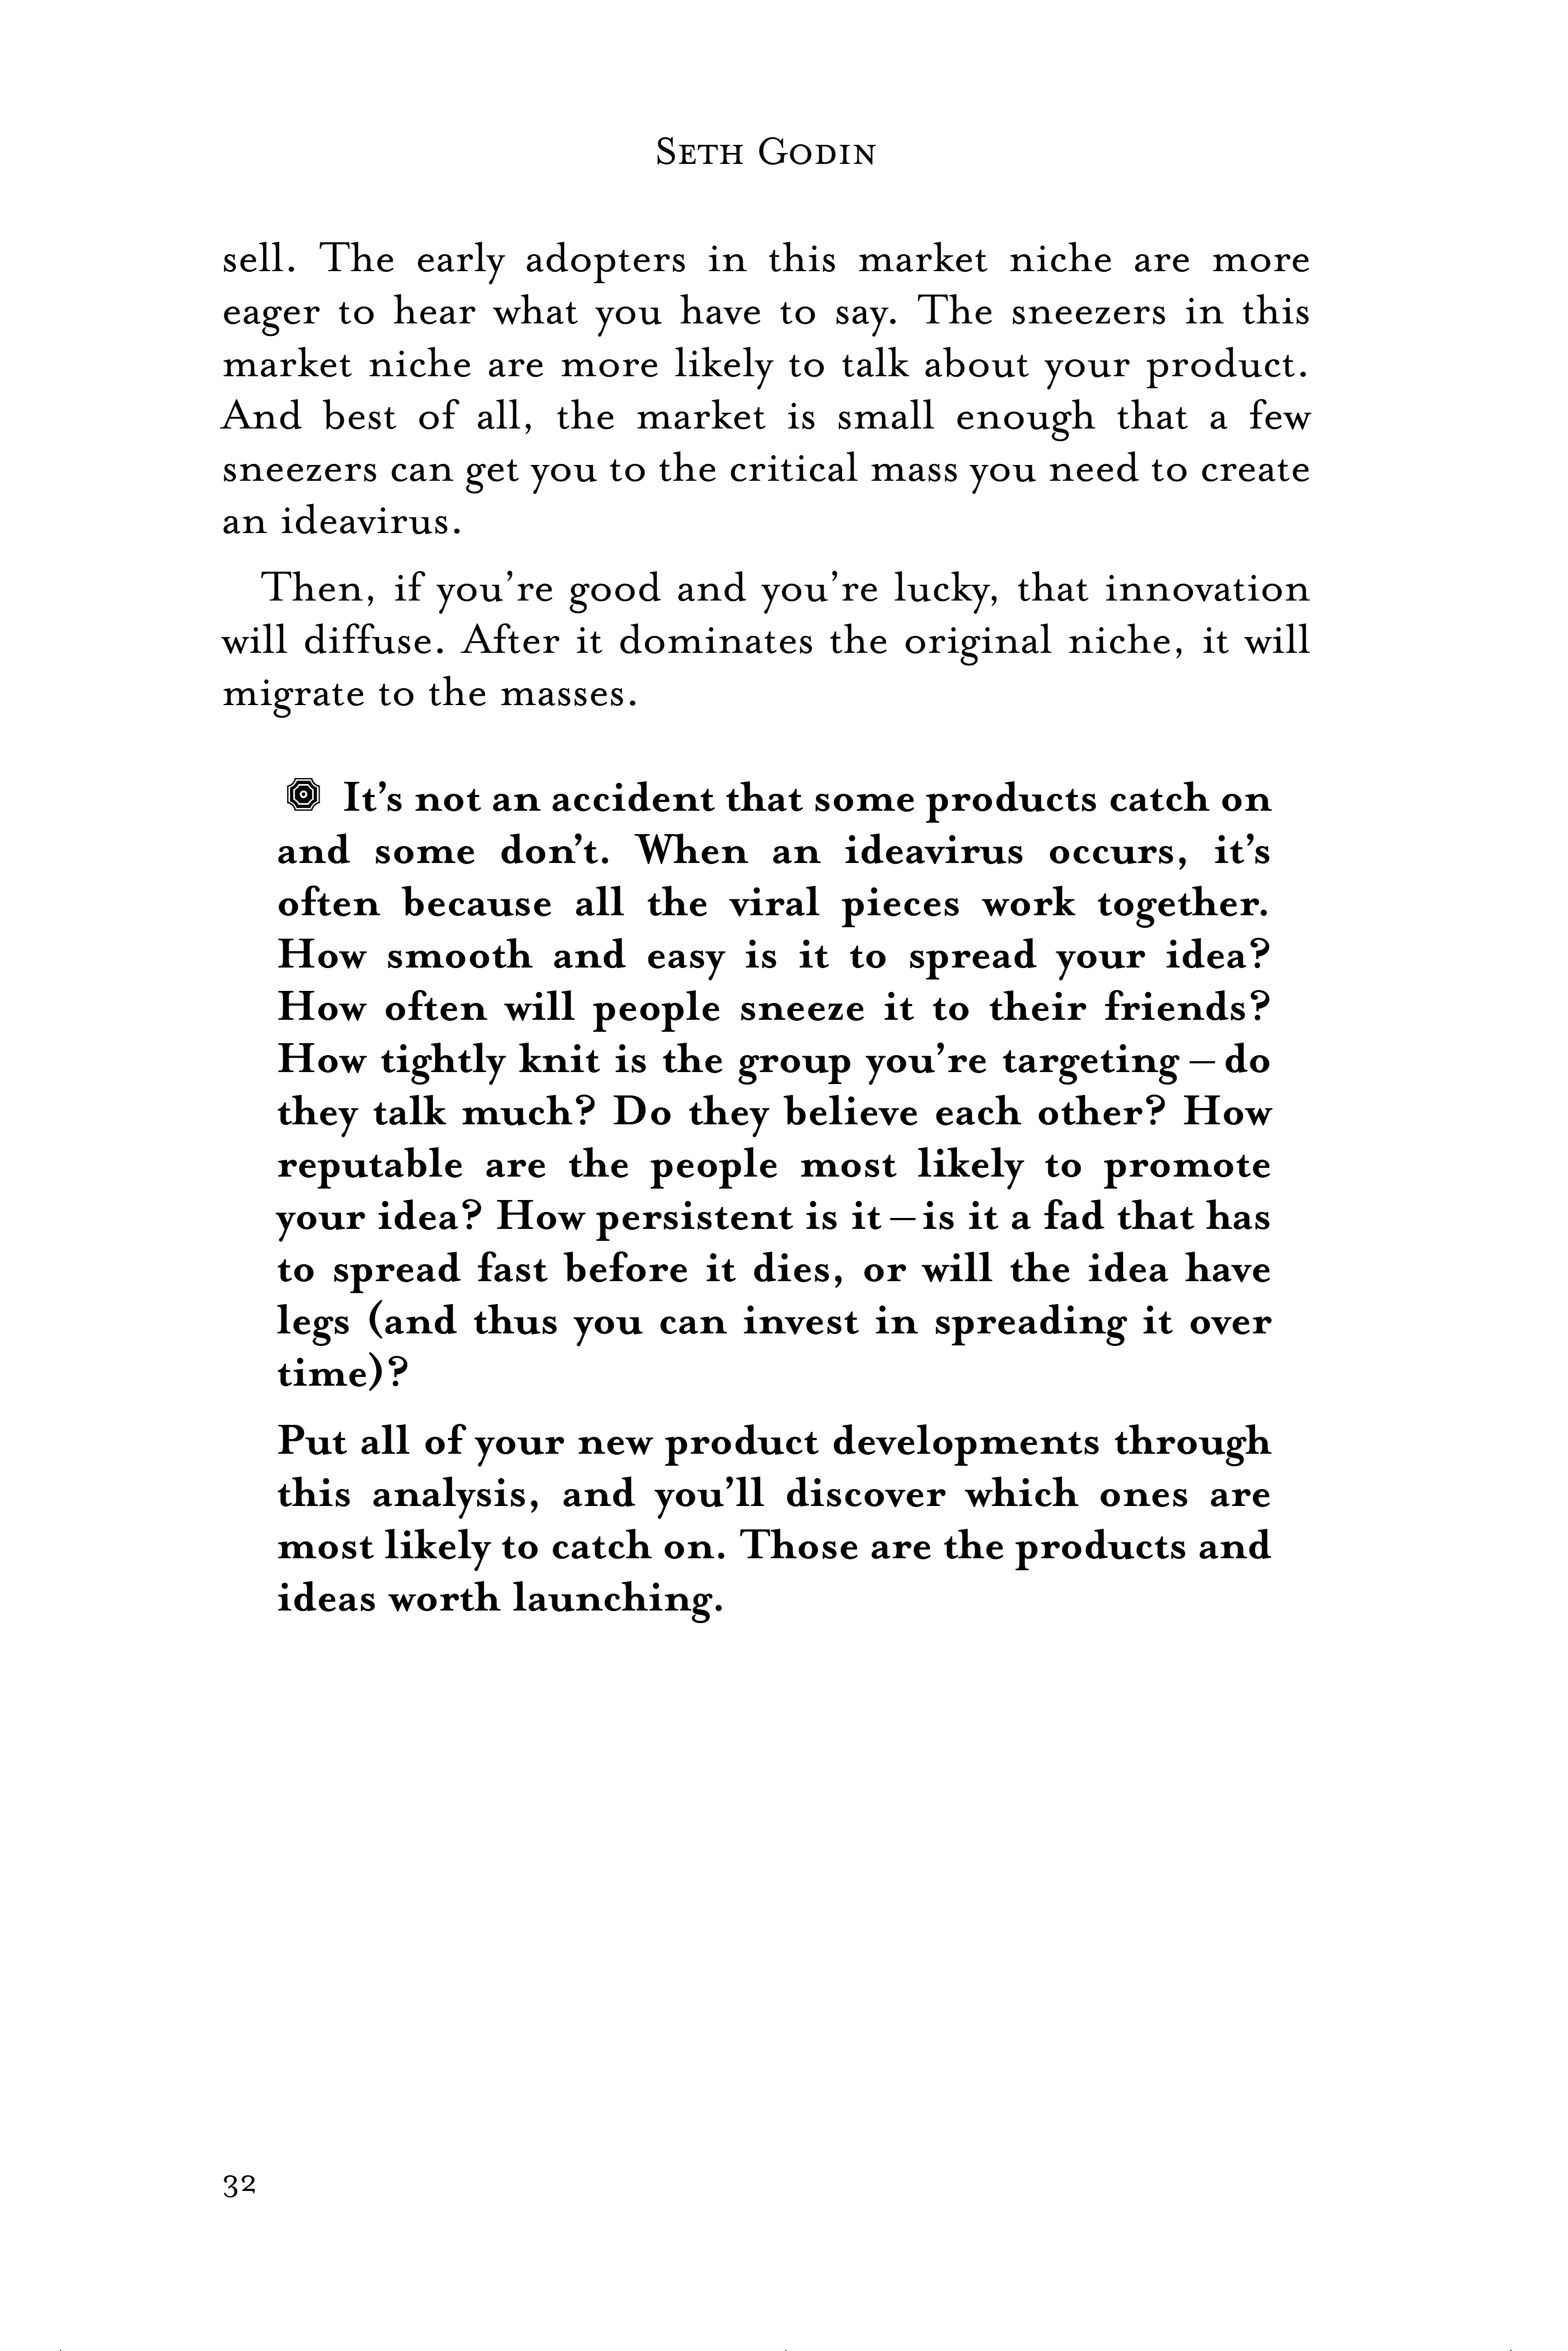 Seth Godin
sell. The early adopters in this market niche are more
eager to hear what you have to say. The sneezers in this
market niche are more likely to talk about your product.
And best of all, the market is small enough that a few
sneezers can get you to the critical mass you need to create
an ideavirus.
Then, if you’re good and you’re lucky, that innovation
will diffuse. After it dominates the original niche, it will
migrate to the masses.
It’s not an accident that some products catch on
and some don’t. When an ideavirus occurs, it’s
often because all the viral pieces work together.
How smooth and easy is it to spread your idea?
How often will people sneeze it to their friends?
How tightly knit is the group you’re targeting – do
they talk much? Do they believe each other? How
reputable are the people most likely to promote
your idea? How persistent is it – is it a fad that has
to spread fast before it dies, or will the idea have
legs (and thus you can invest in spreading it over
time)?
Put all of your new product developments through
this analysis, and you’ll discover which ones are
most likely to catch on. Those are the products and
ideas worth launching.
32